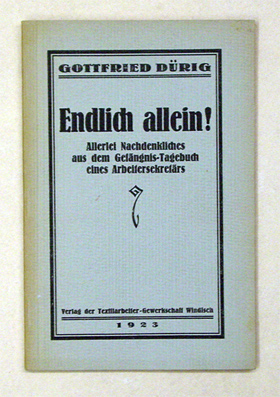 GOTTFRIED DÜRIG
Endlich allein!
Allerlei Nachdenkliches
aus dem Gefängnis-Tagebuch
eines Arbeitersekretärs
Verlag der Textilarbeiter-Gewerkschaft Windisch
1923